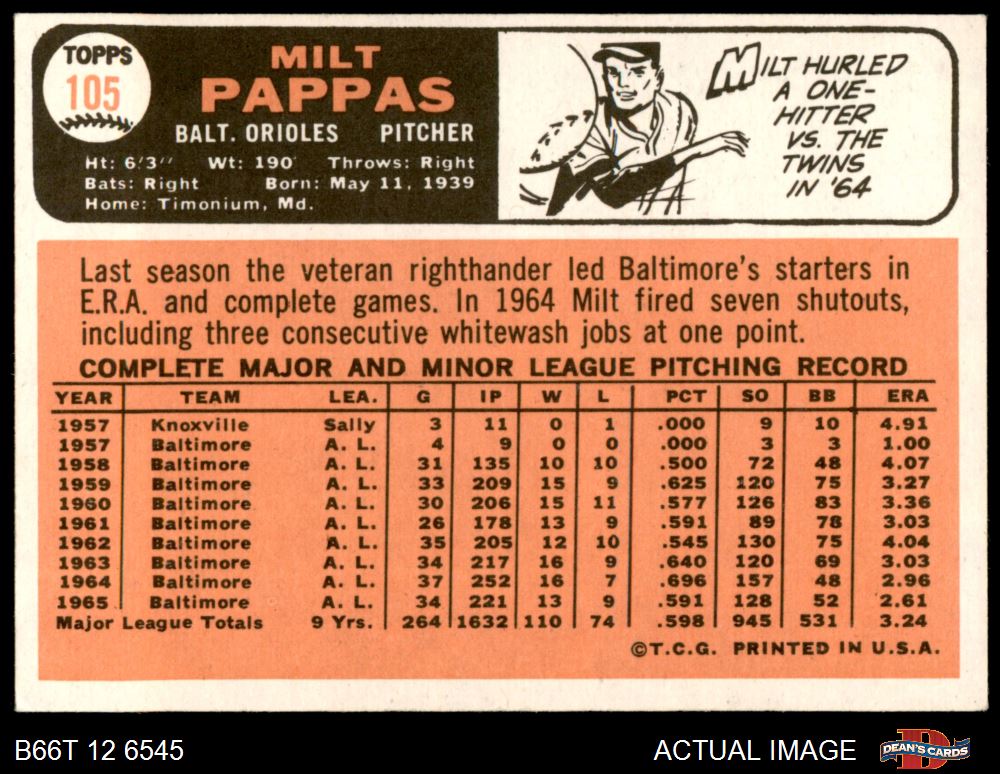 TOPPS
105
MILT
PAPPAS
BALT. ORIOLES PITCHER
Ht: 6'3" Wt: 190 Throws: Right
Bats: Right Born: May 11, 1939
Home: Timonium, Md.
MILT HURLED
A ONE-
HITTER
VS. THE
TWINS
IN '64
Last season the veteran righthander led Baltimore's starters in
E.R.A. and complete games. In 1964 Milt fired seven shutouts,
including three consecutive whitewash jobs at one point.
COMPLETE MAJOR AND MINOR LEAGUE PITCHING RECORD
YEAR TEAM LEA. G IP W L PCT SO BB ERA
1957 Knoxville Sally 3 11 0 1 .000 9 10 4.91
1957 Baltimore A. L. 4 9 0 0 .000 3 3 1.00
1958 Baltimore A. L. 31 135 10 10 .500 72 48 4.07
1959 Baltimore A. L. 33 209 15 9 .625 120 75 3.27
1960 Baltimore A. L. 30 206 15 11 .577 126 83 3.36
1961 Baltimore A. L. 26 178 13 9 .591 89 78 3.03
1962 Baltimore A. L. 35 205 12 10 .545 130 75 4.04
1963 Baltimore A. L. 34 217 16 9 .640 120 69 3.03
1964 Baltimore A. L. 37 252 16 7 .696 157 48 2.96
1965 Baltimore A. L. 34 221 13 9 .591 128 52 2.61
Major League Totals 9 Yrs. 264 1632 110 74 .598 945 531 3.24
©T.C.G. PRINTED IN U.S.A.
B66T 12 6545 ACTUAL IMAGE DEAN'S CARDS